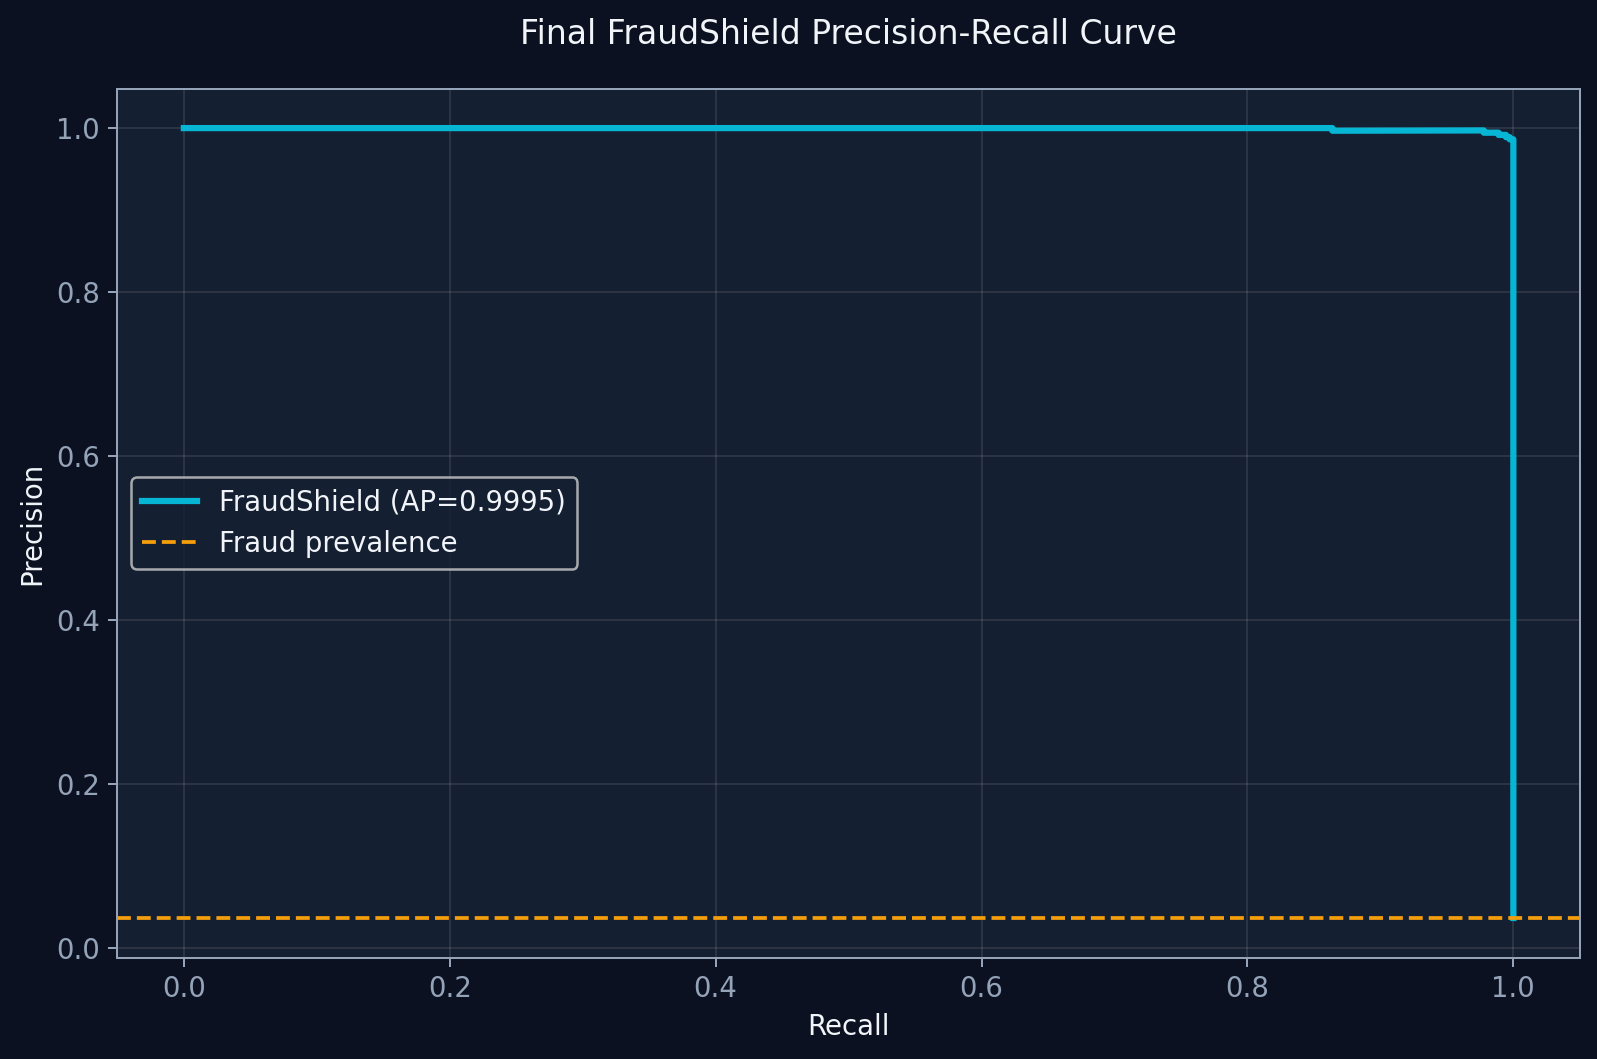 Final FraudShield Precision-Recall Curve
Precision
1.0
0.8
0.6
0.4
0.2
0.0
FraudShield (AP=0.9995)
Fraud prevalence
0.0 0.2 0.4 0.6 0.8 1.0
Recall